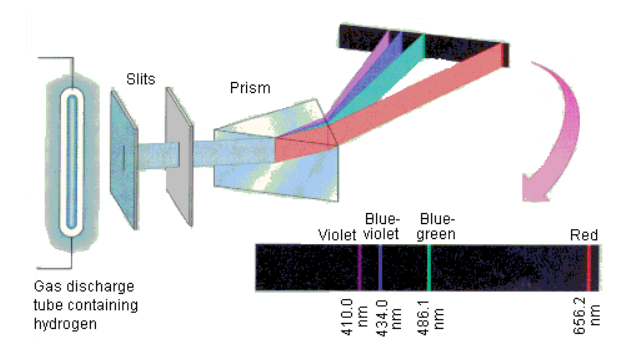 Slits
Prism
Gas discharge
tube containing
hydrogen
Violet
Blue-
violet
Blue-
green
Red
410.0
nm
434.0
nm
486.1
nm
656.2
nm